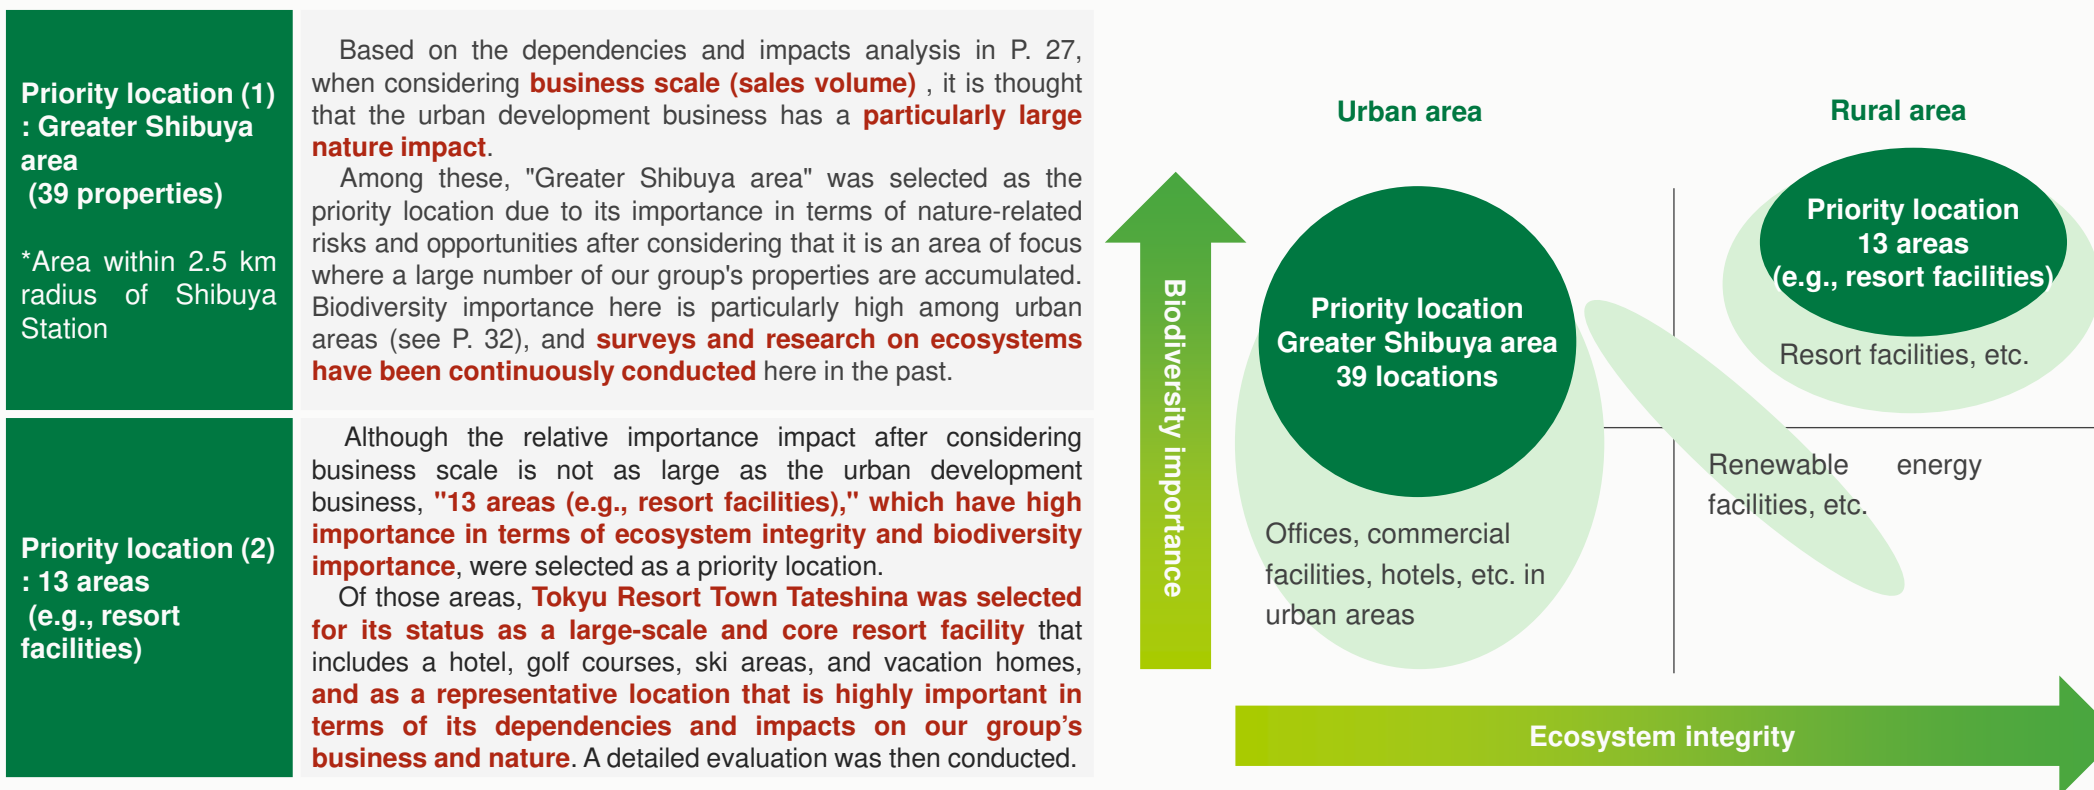 Priority location (1)
: Greater Shibuya
area
(39 properties)
*Area within 2.5 km
radius of Shibuya
Station
Based on the dependencies and impacts analysis in P. 27,
when considering business scale (sales volume) , it is thought
that the urban development business has a particularly large
nature impact.
Among these, "Greater Shibuya area" was selected as the
priority location due to its importance in terms of nature-related
risks and opportunities after considering that it is an area of focus
where a large number of our group's properties are accumulated.
Biodiversity importance here is particularly high among urban
areas (see P. 32), and surveys and research on ecosystems
have been continuously conducted here in the past.
Priority location (2)
: 13 areas
(e.g., resort
facilities)
Although the relative importance impact after considering
business scale is not as large as the urban development
business, "13 areas (e.g., resort facilities)," which have high
importance in terms of ecosystem integrity and biodiversity
importance, were selected as a priority location.
Of those areas, Tokyu Resort Town Tateshina was selected
for its status as a large-scale and core resort facility that
includes a hotel, golf courses, ski areas, and vacation homes,
and as a representative location that is highly important in
terms of its dependencies and impacts on our group's
business and nature. A detailed evaluation was then conducted.
Urban area
Rural area
Biodiversity importance
Priority location
Greater Shibuya area
39 locations
Offices, commercial
facilities, hotels, etc. in
urban areas
Priority location
13 areas
(e.g., resort facilities)
Resort facilities, etc.
Renewable energy
facilities, etc.
Ecosystem integrity